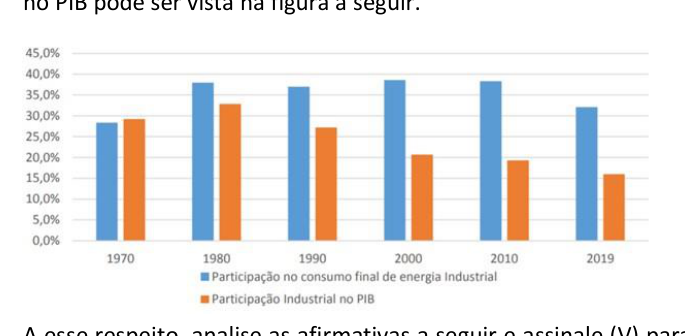 no PIB pode ser vista na figura a seguir.
45,0%
40,0%
35,0%
30,0%
25,0%
20,0%
15,0%
10,0%
5,0%
0,0%
1970 1980 1990 2000 2010 2019
Participação no consumo final de energia Industrial
Participação Industrial no PIB
A esse respeito, analise as afirmativas a seguir e assinale (V) para